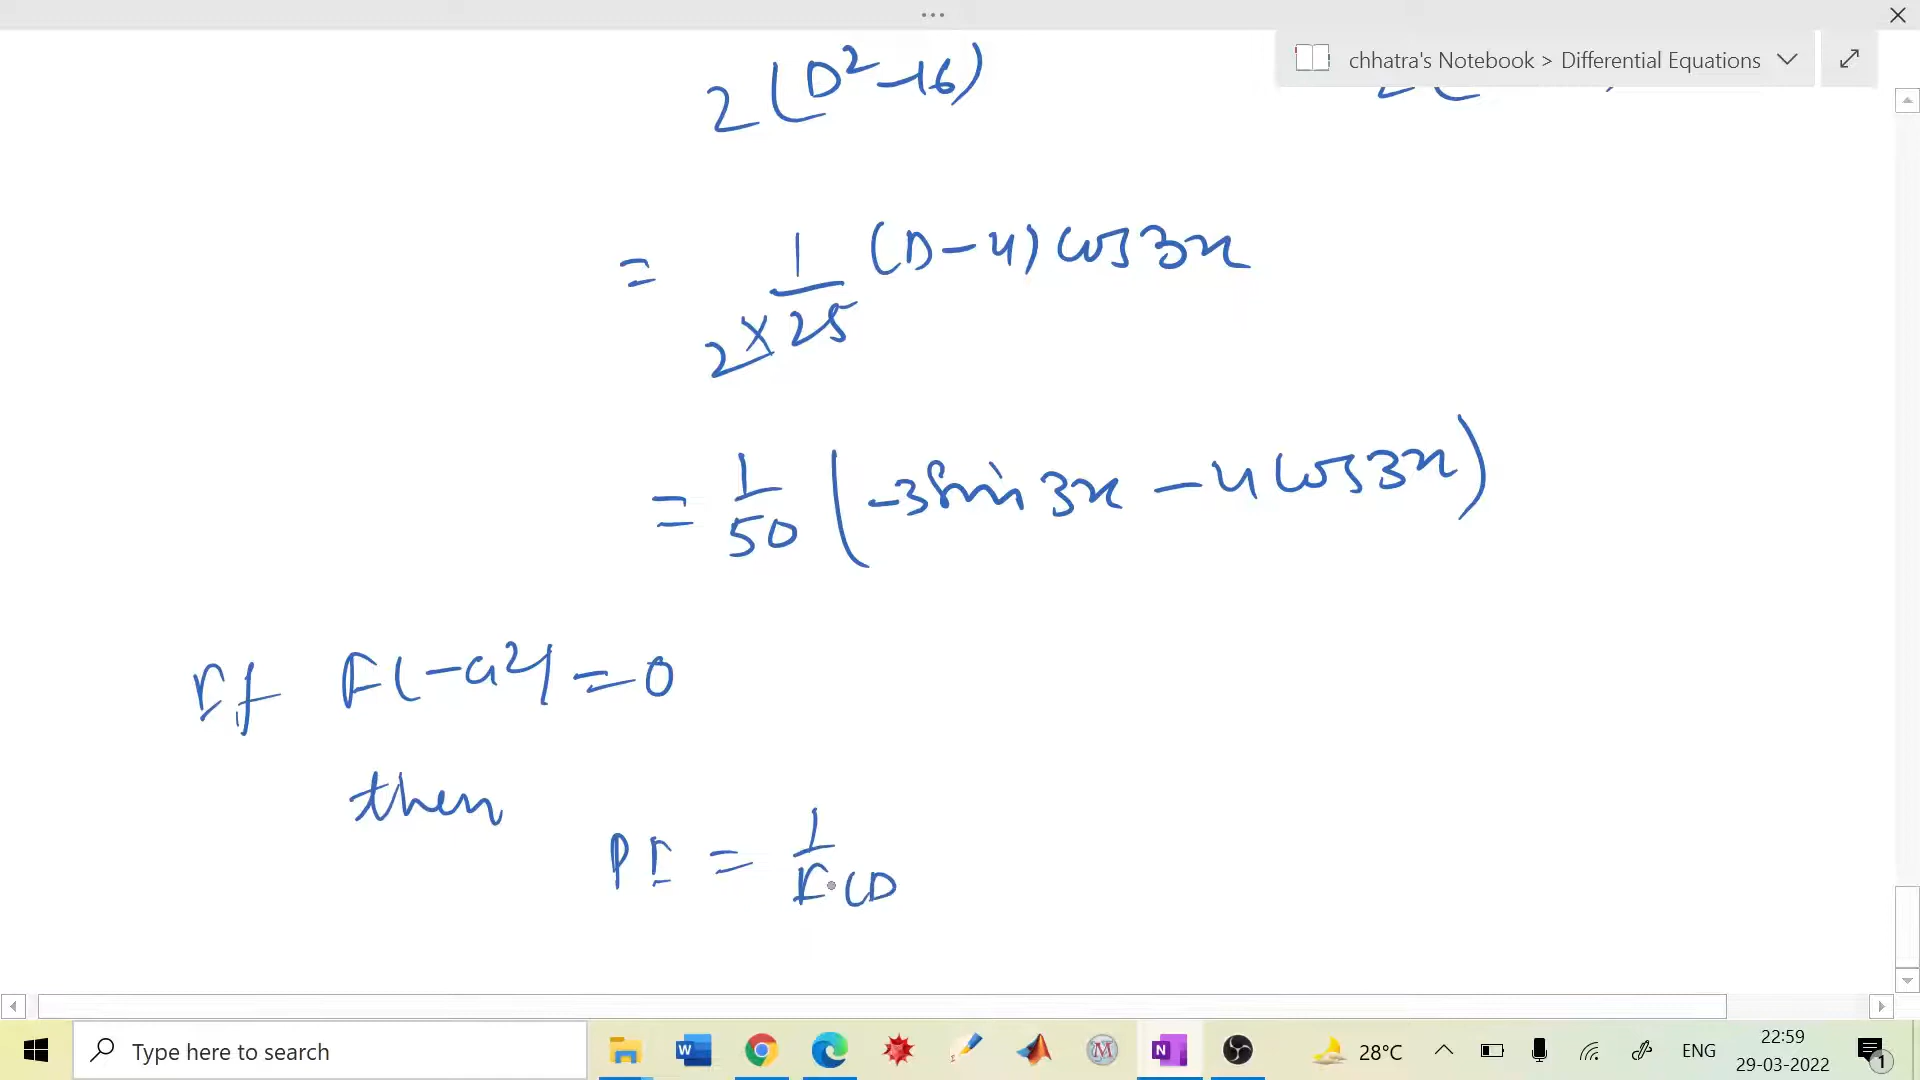 chhatra's Notebook > Differential Equations
2 (D²-16)
= 1/(2×25) (D-4) cos3x
= 1/50 (-3sin3x - 4cos3x)
If F(-a²) = 0
then
PI = 1/F(D
Type here to search
28°C
ENG
22:59
29-03-2022
1